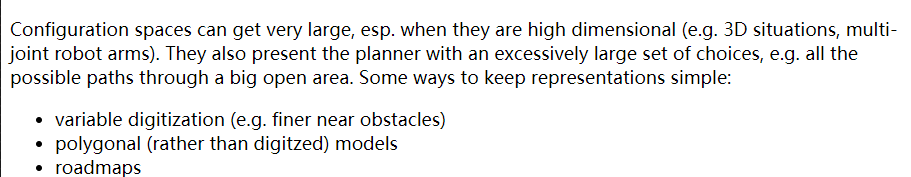 Configuration spaces can get very large, esp. when they are high dimensional (e.g. 3D situations, multi-
joint robot arms). They also present the planner with an excessively large set of choices, e.g. all the
possible paths through a big open area. Some ways to keep representations simple:
• variable digitization (e.g. finer near obstacles)
• polygonal (rather than digitzed) models
• roadmaps